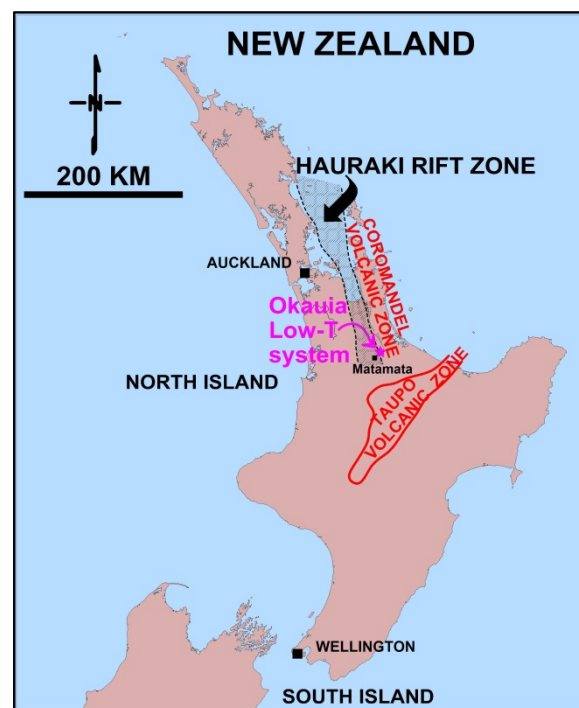 NEW ZEALAND
N
200 KM
HAURAKI RIFT ZONE
AUCKLAND
COROMANDEL
VOLCANIC ZONE
Okauia
Low-T
system
Matamata
NORTH ISLAND
TAUPO
VOLCANIC ZONE
WELLINGTON
SOUTH ISLAND